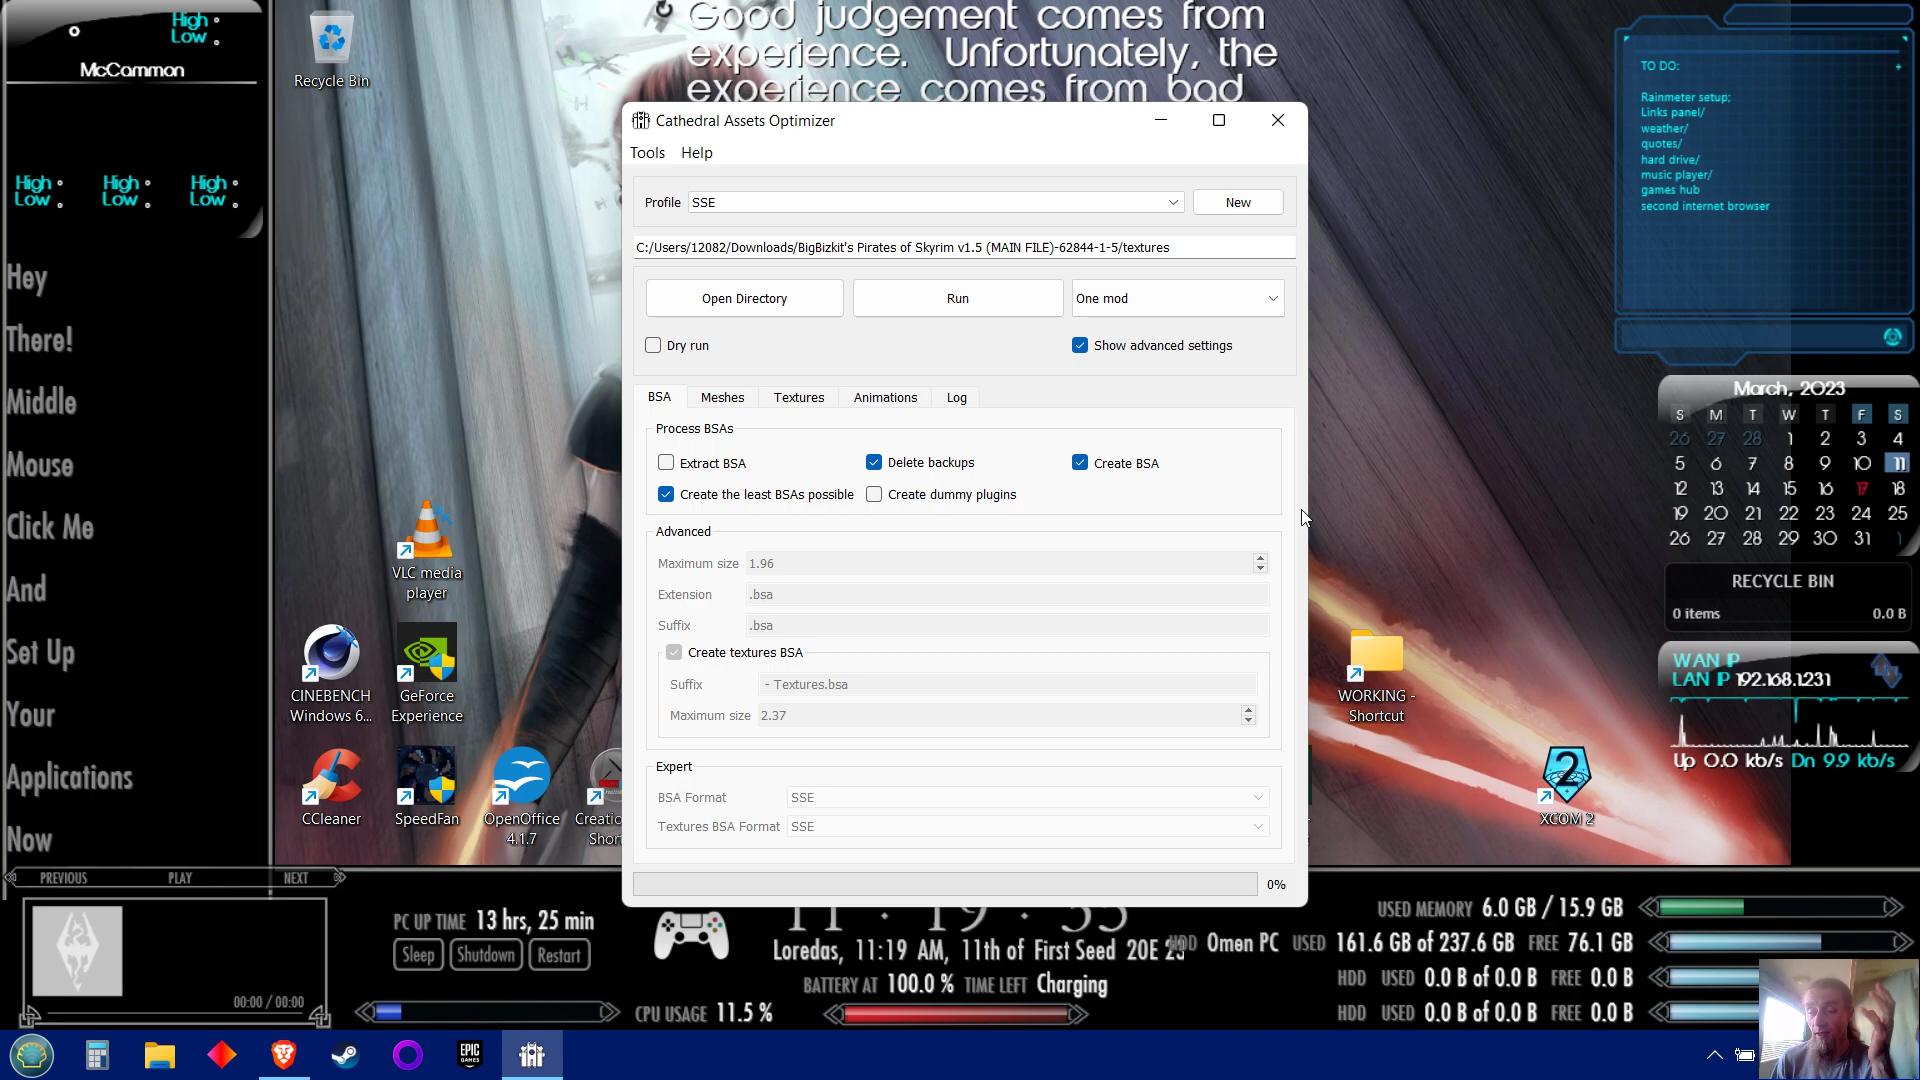 High
Low
McCammon
High
Low
High
Low
High
Low
Hey
There!
Middle
Mouse
Click Me
And
Set Up
Your
Applications
Now
Recycle Bin
VLC media
player
CINEBENCH
Windows 6...
GeForce
Experience
CCleaner
SpeedFan
OpenOffice
4.1.7
Good judgement comes from
experience. Unfortunately, the
experience comes from bad
Cathedral Assets Optimizer
Tools Help
Profile SSE New
C:/Users/12082/Downloads/BigBizkit's Pirates of Skyrim v1.5 (MAIN FILE)-62844-1-5/textures
Open Directory Run One mod
Dry run Show advanced settings
BSA Meshes Textures Animations Log
Process BSAs
Extract BSA Delete backups Create BSA
Create the least BSAs possible Create dummy plugins
Advanced
Maximum size 1.96
Extension .bsa
Suffix .bsa
Create textures BSA
Suffix - Textures.bsa
Maximum size 2.37
Expert
BSA Format SSE
Textures BSA Format SSE
0%
WORKING -
Shortcut
XCOM 2
TO DO: +
Rainmeter setup;
Links panel/
weather/
quotes/
hard drive/
music player/
games hub
second internet browser
March, 2023
S M T W T F S
26 27 28 1 2 3 4
5 6 7 8 9 10 11
12 13 14 15 16 17 18
19 20 21 22 23 24 25
26 27 28 29 30 31 1
RECYCLE BIN
0 items 0.0 B
WAN IP
LAN IP 192.168.1.231
Up 0.0 kb/s Dn 9.9 kb/s
PREVIOUS PLAY NEXT
00:00 / 00:00
PC UP TIME 13 hrs, 25 min
Sleep Shutdown Restart
CPU USAGE 11.5 %
Loredas, 11:19 AM, 11th of First Seed 20E
BATTERY AT 100.0 % TIME LEFT Charging
USED MEMORY 6.0 GB / 15.9 GB
HDD Omen PC USED 161.6 GB of 237.6 GB FREE 76.1 GB
HDD USED 0.0 B of 0.0 B FREE 0.0 B
HDD USED 0.0 B of 0.0 B FREE 0.0 B
EPIC
GAMES